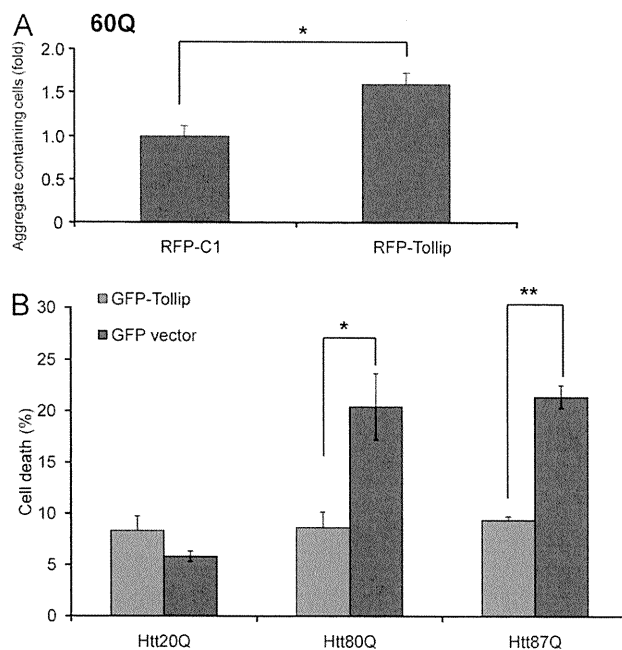 A 60Q
Aggregate containing cells (fold)
2.0
1.5
1.0
0.5
0
*
RFP-C1 RFP-Tollip
B
GFP-Tollip
GFP vector
Cell death (%)
30
25
20
15
10
5
0
*
**
Htt20Q Htt80Q Htt87Q